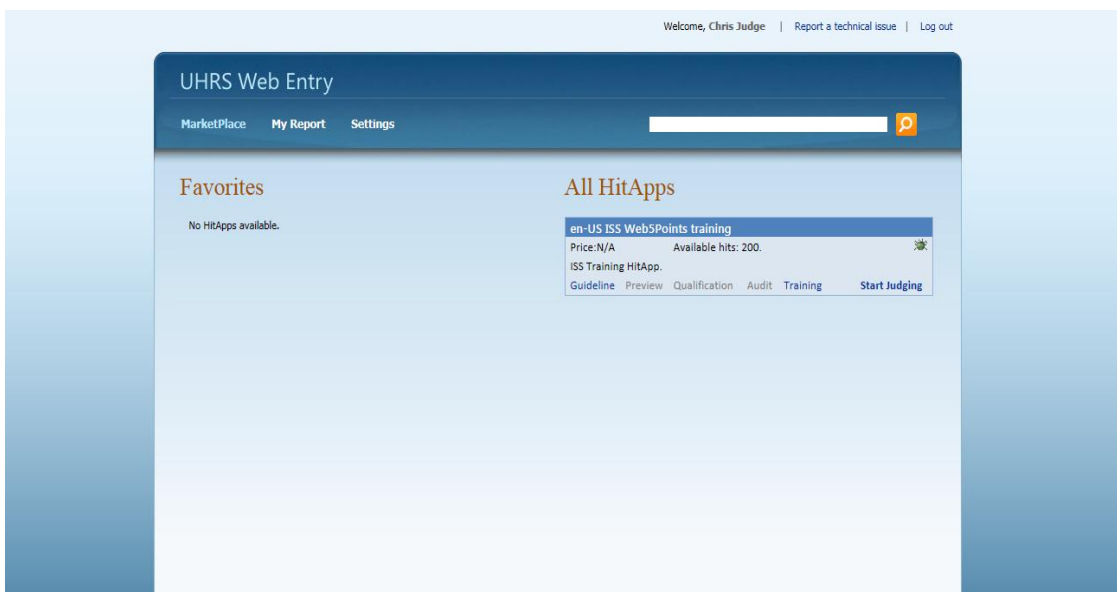 Welcome, Chris Judge | Report a technical issue | Log out
UHRS Web Entry
MarketPlace My Report Settings
Favorites
No HitApps available.
All HitApps
en-US ISS Web5Points training
Price:N/A Available hits: 200.
ISS Training HitApp.
Guideline Preview Qualification Audit Training Start Judging